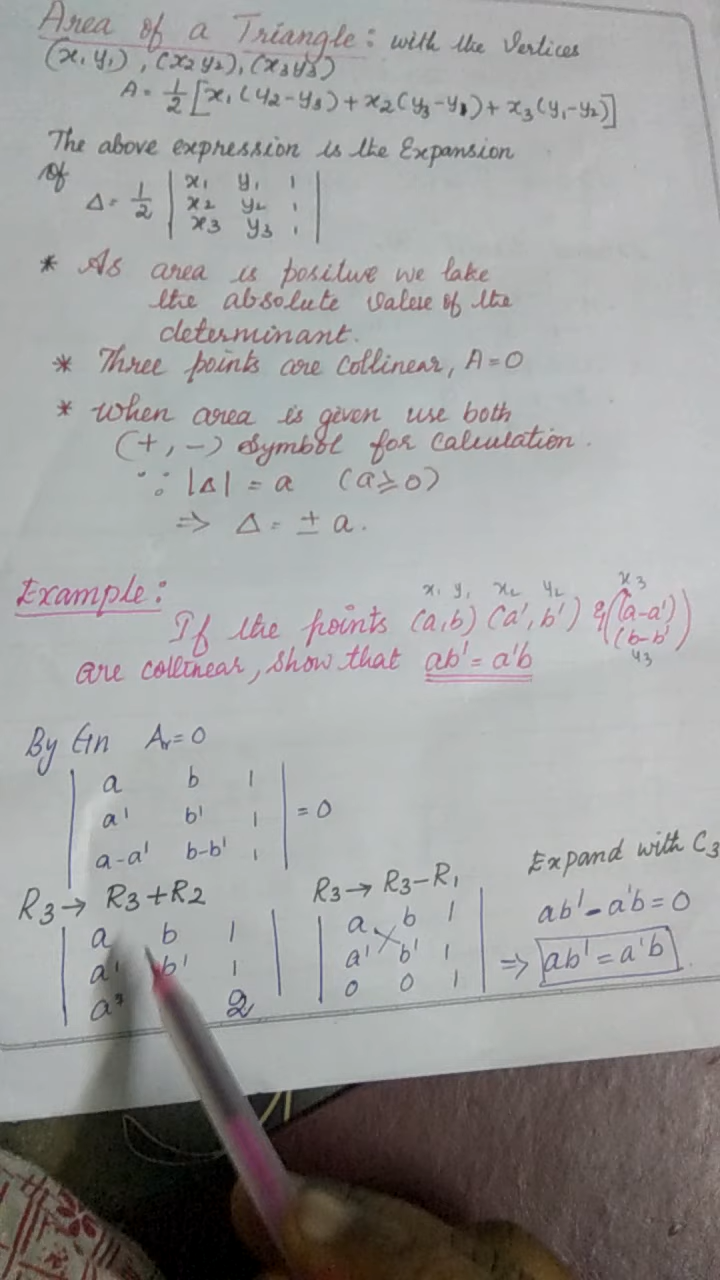 Area of a Triangle: with the Vertices
(x₁ y₁), (x₂ y₂), (x₃ y₃)
A = 1/2 [x₁(y₂-y₃) + x₂(y₃-y₁) + x₃(y₁-y₂)]
The above expression is the Expansion
Of
Δ = 1/2 | x₁ y₁ 1 |
| x₂ y₂ 1 |
| x₃ y₃ 1 |
* As area is positive we take
the absolute value of the
determinant.
* Three points are collinear, A = 0
* when area is given use both
(+, -) symbol for calculation.
∵ |Δ| = a (a ≥ 0)
⇒ Δ = ± a.
Example:
x₁ y₁ x₂ y₂ x₃
If the points (a, b) (a', b') & ((a-a')
(b-b'))
y₃
are collinear, show that ab' = a'b
By Gn Ar = 0
| a b 1 |
| a' b' 1 | = 0
| a-a' b-b' 1 |
R₃ → R₃+R₂
| a b 1 |
| a' b' 1 |
| a 2 |
R₃ → R₃-R₁
| a b 1 |
| a' b' 1 |
| 0 0 1 |
Expand with C₃
ab' - a'b = 0
⇒ ab' = a'b